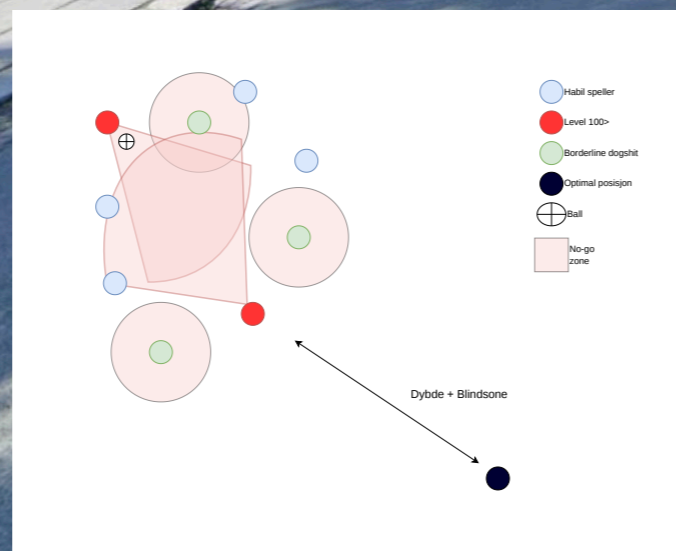 Habil speller
Level 100>
Borderline dogshit
Optimal posisjon
Ball
No-go
zone
Dybde + Blindsone